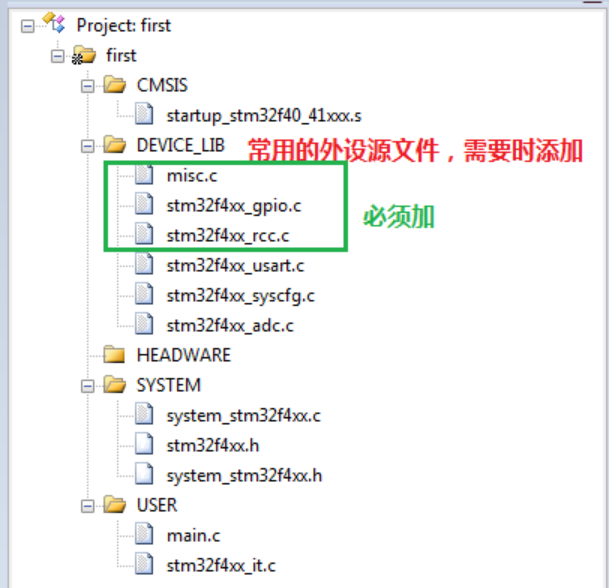 Project: first
first
CMSIS
startup_stm32f40_41xxx.s
DEVICE_LIB 常用的外设源文件，需要时添加
misc.c
stm32f4xx_gpio.c 必须加
stm32f4xx_rcc.c
stm32f4xx_usart.c
stm32f4xx_syscfg.c
stm32f4xx_adc.c
HEADWARE
SYSTEM
system_stm32f4xx.c
stm32f4xx.h
system_stm32f4xx.h
USER
main.c
stm32f4xx_it.c